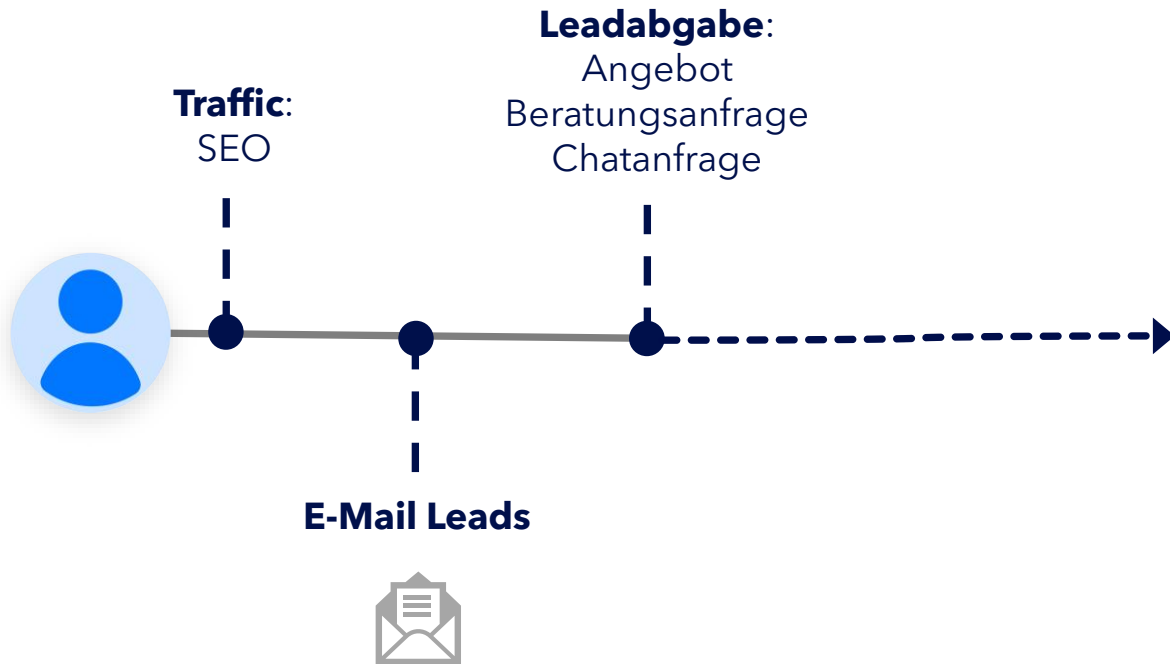 Leadabgabe:
Angebot
Beratungsanfrage
Chatanfrage
Traffic:
SEO
E-Mail Leads